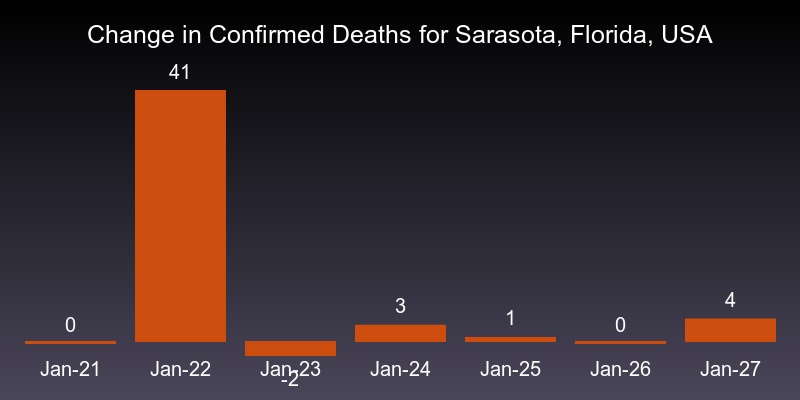 Change in Confirmed Deaths for Sarasota, Florida, USA
41
0
-2
3
1
0
4
Jan-21
Jan-22
Jan-23
Jan-24
Jan-25
Jan-26
Jan-27